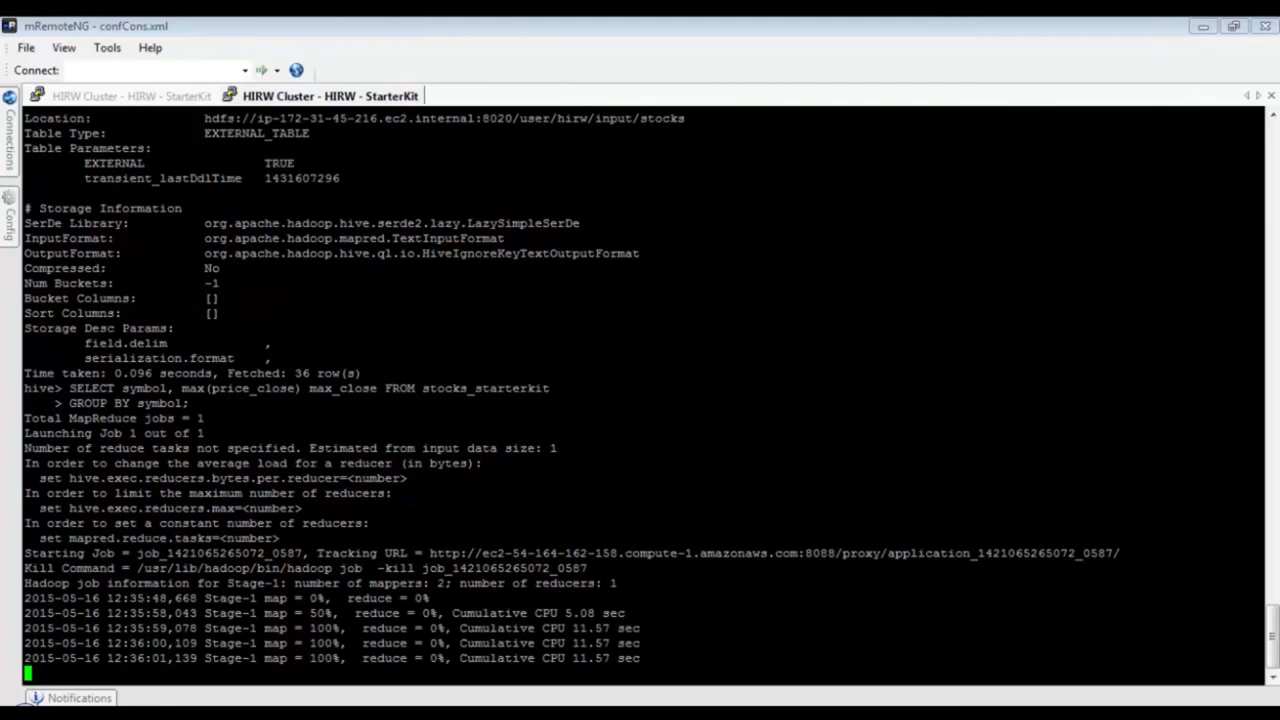 mRemoteNG - confCons.xml
File View Tools Help
Connect:
HIRW Cluster - HIRW - StarterKit HIRW Cluster - HIRW - StarterKit
Connections
Config
Location: hdfs://ip-172-31-45-216.ec2.internal:8020/user/hirw/input/stocks
Table Type: EXTERNAL_TABLE
Table Parameters:
EXTERNAL TRUE
transient_lastDdlTime 1431607296
# Storage Information
SerDe Library: org.apache.hadoop.hive.serde2.lazy.LazySimpleSerDe
InputFormat: org.apache.hadoop.mapred.TextInputFormat
OutputFormat: org.apache.hadoop.hive.ql.io.HiveIgnoreKeyTextOutputFormat
Compressed: No
Num Buckets: -1
Bucket Columns: []
Sort Columns: []
Storage Desc Params:
field.delim ,
serialization.format ,
Time taken: 0.096 seconds, Fetched: 36 row(s)
hive> SELECT symbol, max(price_close) max_close FROM stocks_starterkit
> GROUP BY symbol;
Total MapReduce jobs = 1
Launching Job 1 out of 1
Number of reduce tasks not specified. Estimated from input data size: 1
In order to change the average load for a reducer (in bytes):
set hive.exec.reducers.bytes.per.reducer=<number>
In order to limit the maximum number of reducers:
set hive.exec.reducers.max=<number>
In order to set a constant number of reducers:
set mapred.reduce.tasks=<number>
Starting Job = job_1421065265072_0587, Tracking URL = http://ec2-54-164-162-158.compute-1.amazonaws.com:8088/proxy/application_1421065265072_0587/
Kill Command = /usr/lib/hadoop/bin/hadoop job -kill job_1421065265072_0587
Hadoop job information for Stage-1: number of mappers: 2; number of reducers: 1
2015-05-16 12:35:48,668 Stage-1 map = 0%, reduce = 0%
2015-05-16 12:35:58,043 Stage-1 map = 50%, reduce = 0%, Cumulative CPU 5.08 sec
2015-05-16 12:35:59,078 Stage-1 map = 100%, reduce = 0%, Cumulative CPU 11.57 sec
2015-05-16 12:36:00,109 Stage-1 map = 100%, reduce = 0%, Cumulative CPU 11.57 sec
2015-05-16 12:36:01,139 Stage-1 map = 100%, reduce = 0%, Cumulative CPU 11.57 sec
Notifications